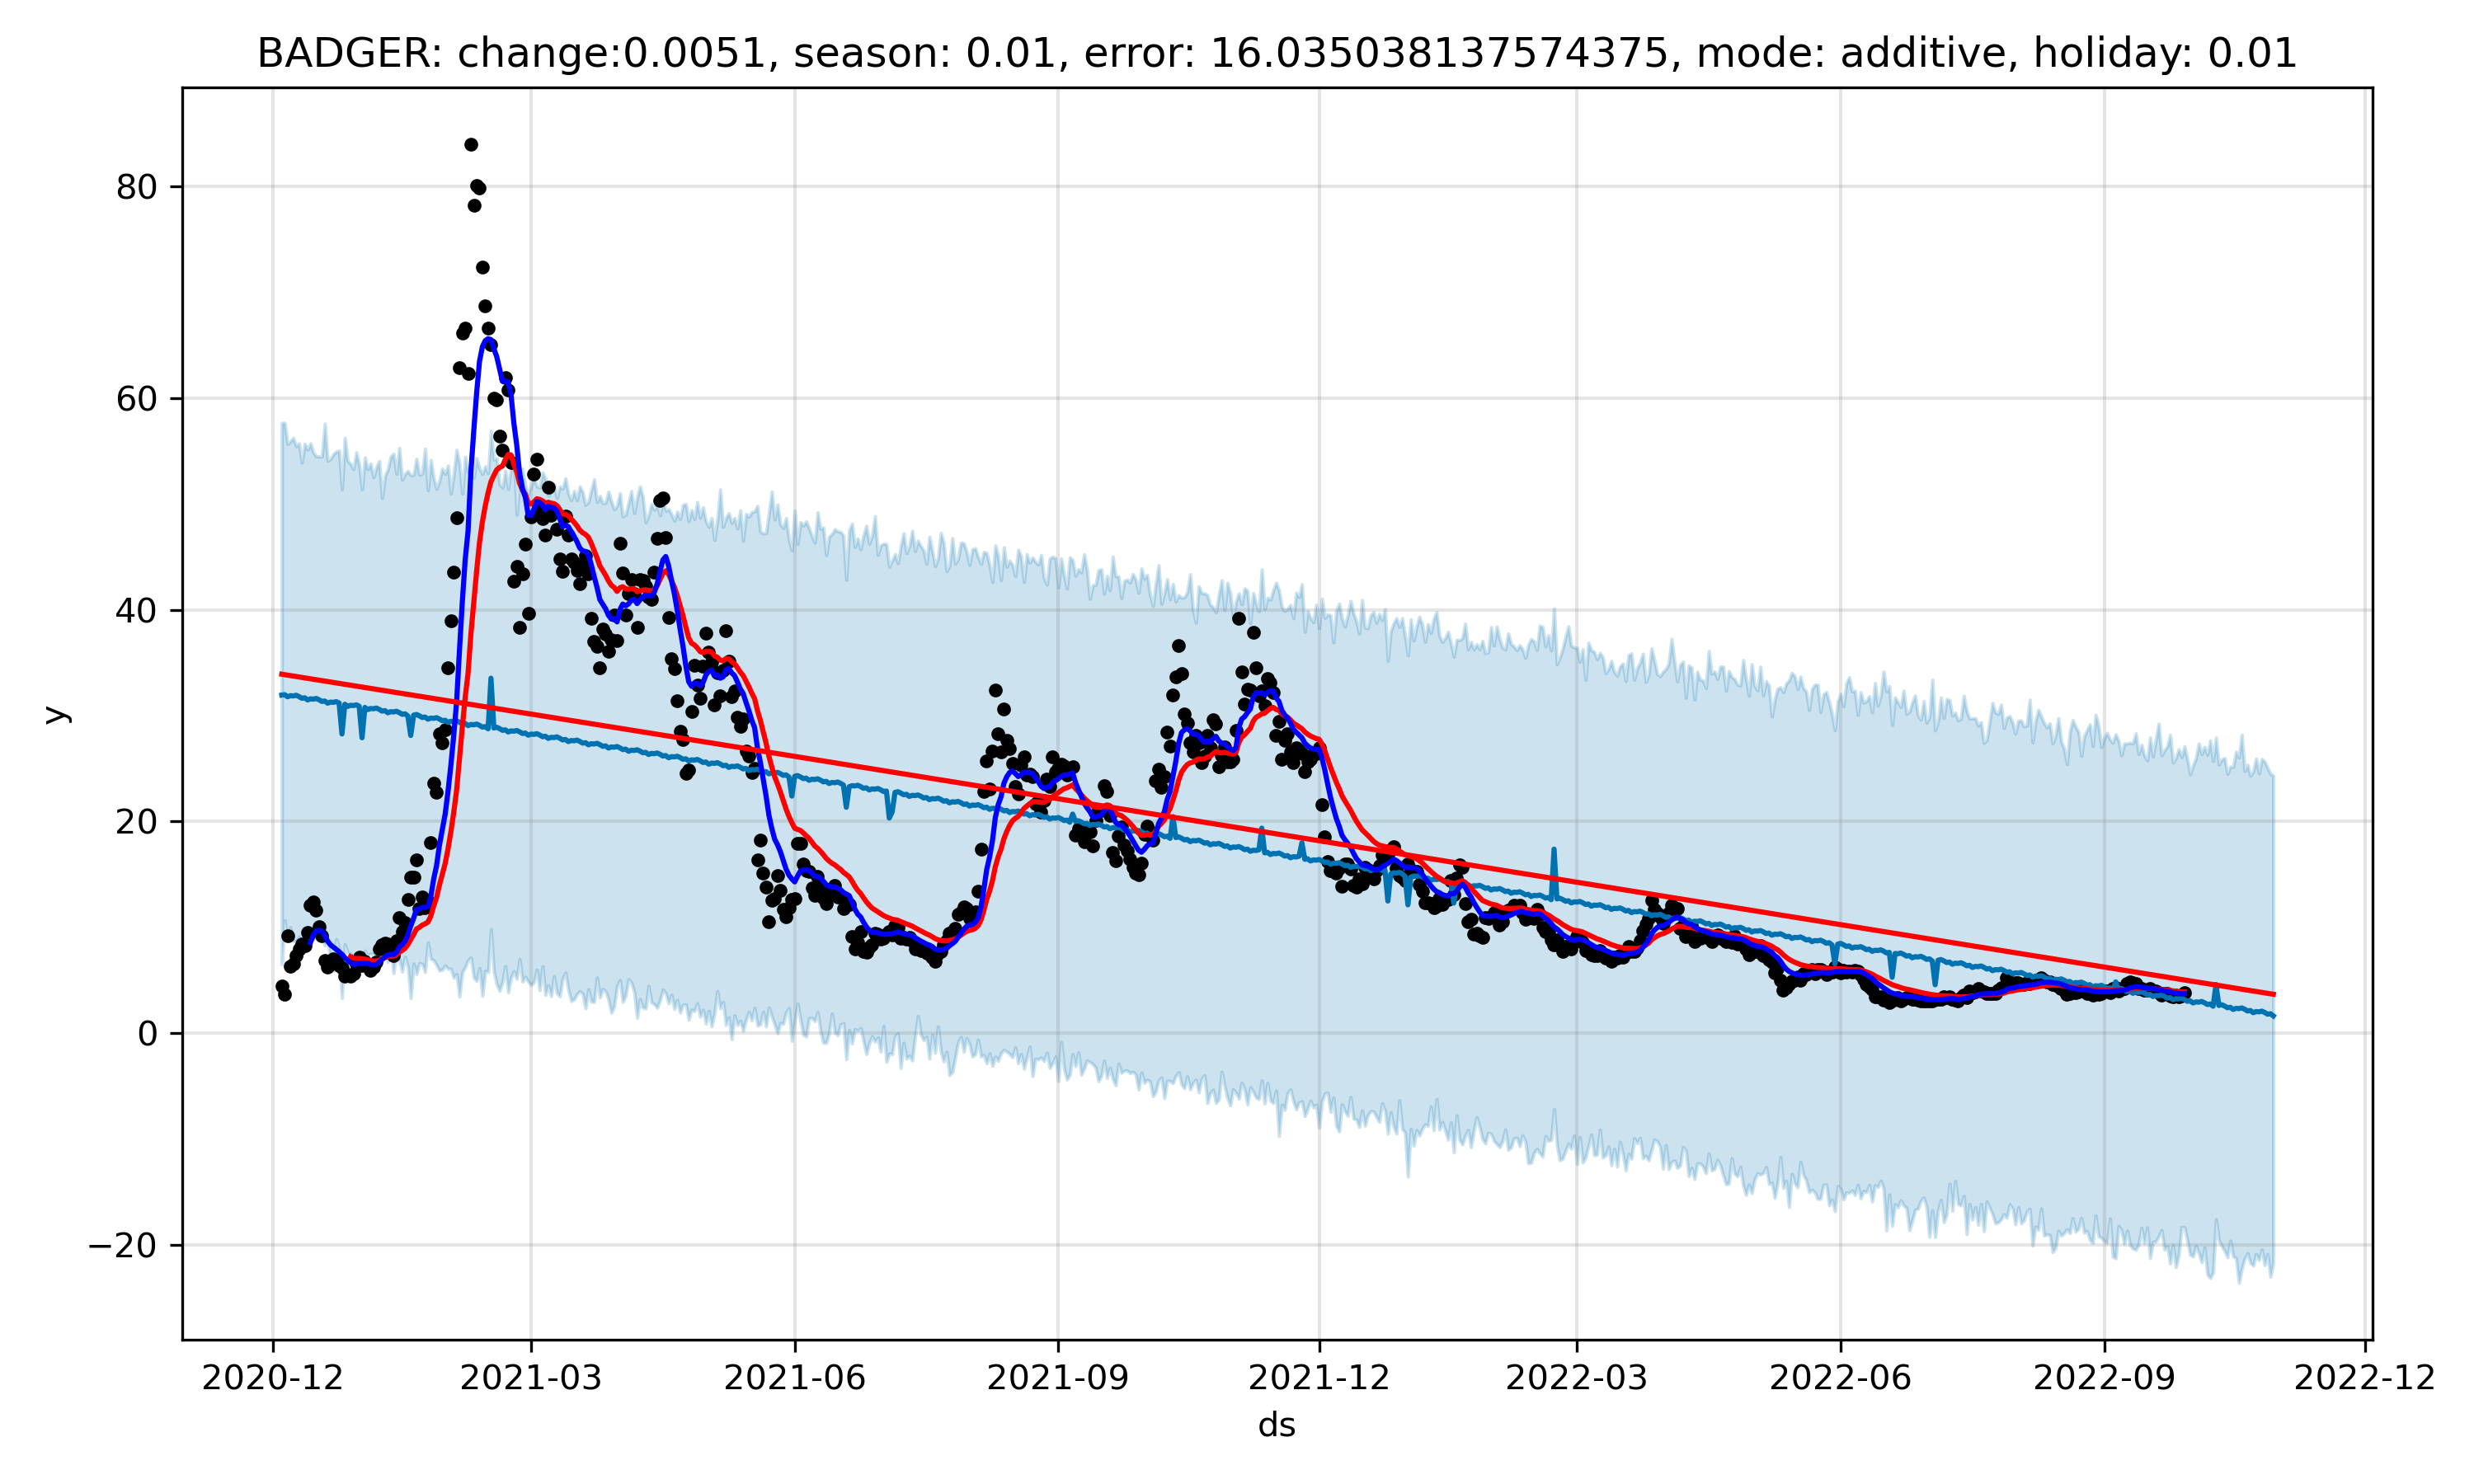 BADGER: change:0.0051, season: 0.01, error: 16.035038137574375, mode: additive, holiday: 0.01
80
60
40
20
0
−20
y
2020-12 2021-03 2021-06 2021-09 2021-12 2022-03 2022-06 2022-09 2022-12
ds